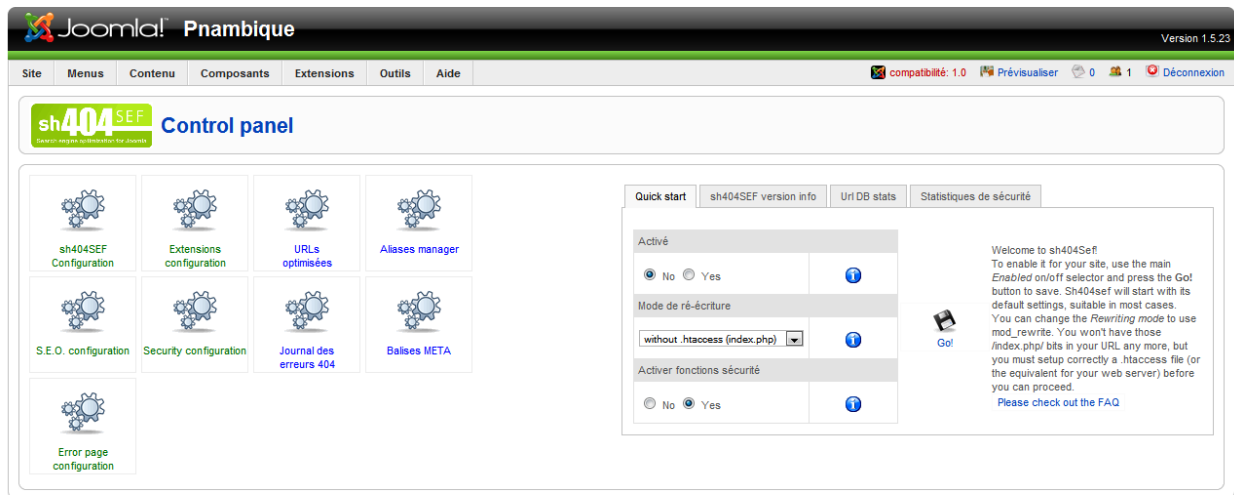 Joomla! Pnambique
Version 1.5.23
Site Menus Contenu Composants Extensions Outils Aide
compatibilité: 1.0 Prévisualiser 0 1 Déconnexion
sh404SEF
Search engine optimization for Joomla
Control panel
sh404SEF
Configuration
Extensions
configuration
URLs
optimisées
Aliases manager
S.E.O. configuration
Security configuration
Journal des
erreurs 404
Balises META
Error page
configuration
Quick start
sh404SEF version info
Url DB stats
Statistiques de sécurité
Activé
No Yes
Mode de ré-écriture
without .htaccess (index.php)
Activer fonctions sécurité
No Yes
Go!
Welcome to sh404Sef!
To enable it for your site, use the main
Enabled on/off selector and press the Go!
button to save. Sh404sef will start with its
default settings, suitable in most cases.
You can change the Rewriting mode to use
mod_rewrite. You won't have those
/index.php/ bits in your URL any more, but
you must setup correctly a .htaccess file (or
the equivalent for your web server) before
you can proceed.
Please check out the FAQ